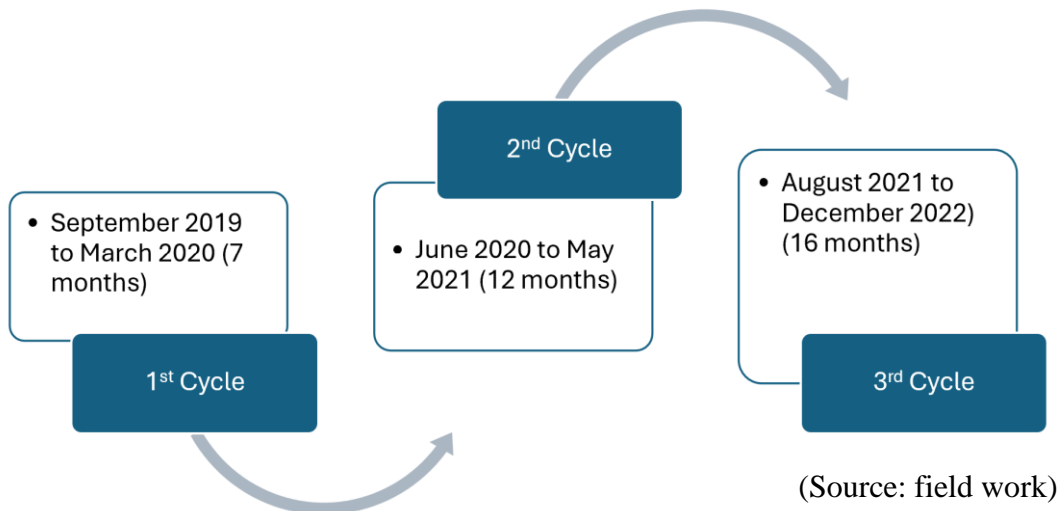 • September 2019
to March 2020 (7
months)
1st Cycle
2nd Cycle
• June 2020 to May
2021 (12 months)
• August 2021 to
December 2022)
(16 months)
3rd Cycle
(Source: field work)